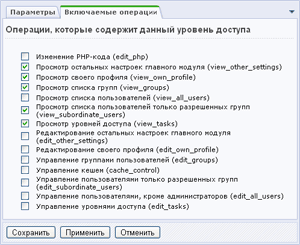 Параметры
Включаемые операции
Операции, которые содержит данный уровень доступа
Изменение PHP-кода (edit_php)
Просмотр остальных настроек главного модуля (view_other_settings)
Просмотр своего профиля (view_own_profile)
Просмотр списка групп (view_groups)
Просмотр списка пользователей (view_all_users)
Просмотр списка пользователей только разрешенных групп
(view_subordinate_users)
Просмотр уровней доступа (view_tasks)
Редактирование остальных настроек главного модуля
(edit_other_settings)
Редактирование своего профиля (edit_own_profile)
Управление группами пользователей (edit_groups)
Управление кешем (cache_control)
Управление пользователями только разрешенных групп
(edit_subordinate_users)
Управление пользователями, кроме администраторов (edit_all_users)
Управление уровнями доступа (edit_tasks)
Сохранить
Применить
Отменить